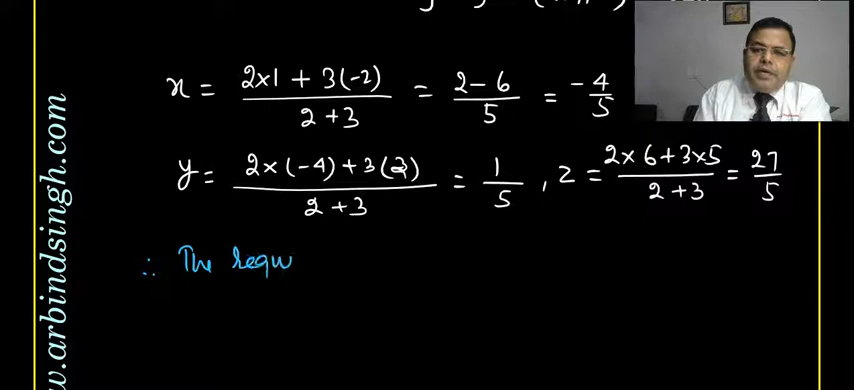 x = (2×1 + 3(-2))/(2+3) = (2-6)/5 = -4/5
y = (2×(-4)+3(3))/(2+3) = 1/5, z = (2×6+3×5)/(2+3) = 27/5
∴ The requ
www.arbindsingh.com